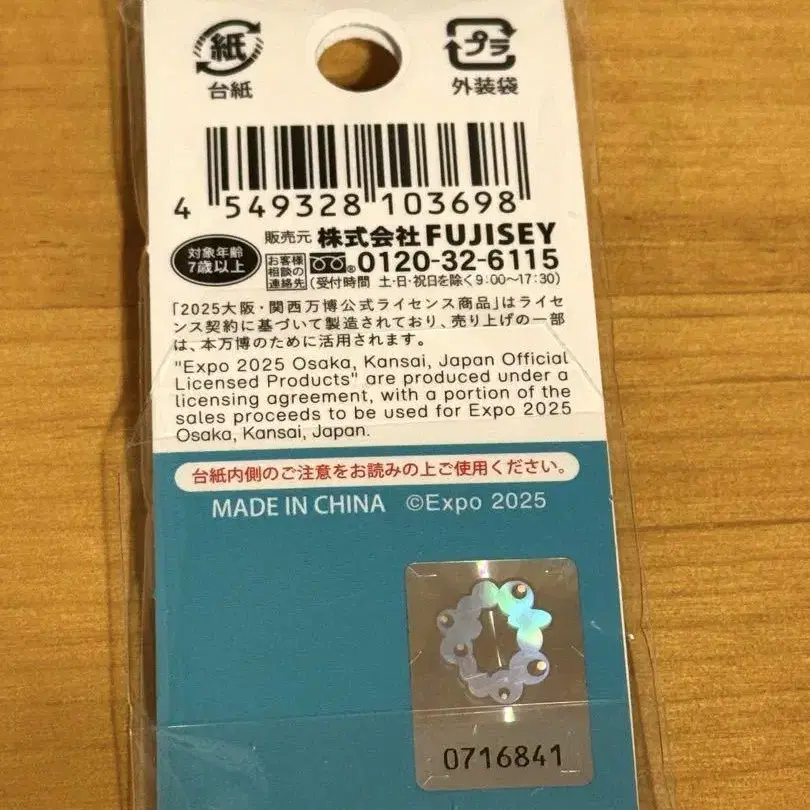 紙
台紙
プラ
外装袋
4 549328 103698
対象年齢
7歳以上
販売元 株式会社FUJISEY
お客様
相談の
連絡先
0120-32-6115
(受付時間 土・日・祝日を除く9:00〜17:30)
「2025大阪・関西万博公式ライセンス商品」はライセ
ンス契約に基づいて製造されており、売り上げの一部
は、本万博のために活用されます。
"Expo 2025 Osaka, Kansai, Japan Official
Licensed Products" are produced under a
licensing agreement, with a portion of the
sales proceeds to be used for Expo 2025
Osaka, Kansai, Japan.
台紙内側のご注意をお読みの上ご使用ください。
MADE IN CHINA ©Expo 2025
0716841